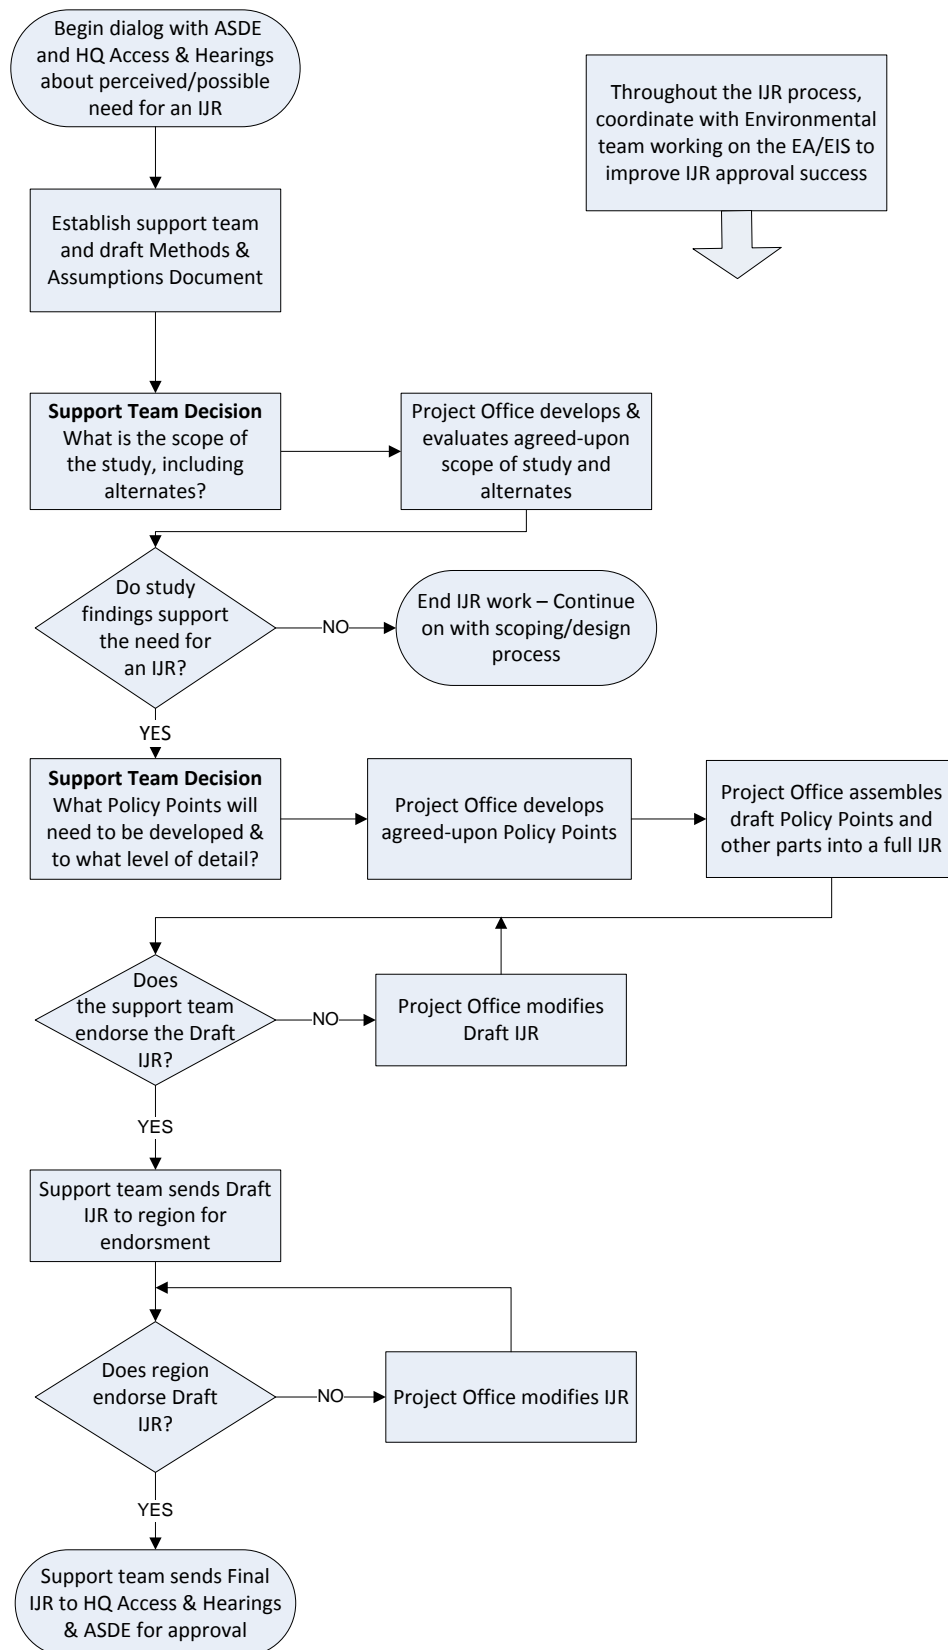 Begin dialog with ASDE
and HQ Access & Hearings
about perceived/possible
need for an IJR
Throughout the IJR process,
coordinate with Environmental
team working on the EA/EIS to
improve IJR approval success
Establish support team
and draft Methods &
Assumptions Document
Support Team Decision
What is the scope of
the study, including
alternates?
Project Office develops &
evaluates agreed-upon
scope of study and
alternates
Do study
findings support
the need for
an IJR?
NO
End IJR work – Continue
on with scoping/design
process
YES
Support Team Decision
What Policy Points will
need to be developed &
to what level of detail?
Project Office develops
agreed-upon Policy Points
Project Office assembles
draft Policy Points and
other parts into a full IJR
Does
the support team
endorse the Draft
IJR?
NO
Project Office modifies
Draft IJR
YES
Support team sends Draft
IJR to region for
endorsment
Does region
endorse Draft
IJR?
NO
Project Office modifies IJR
YES
Support team sends Final
IJR to HQ Access & Hearings
& ASDE for approval